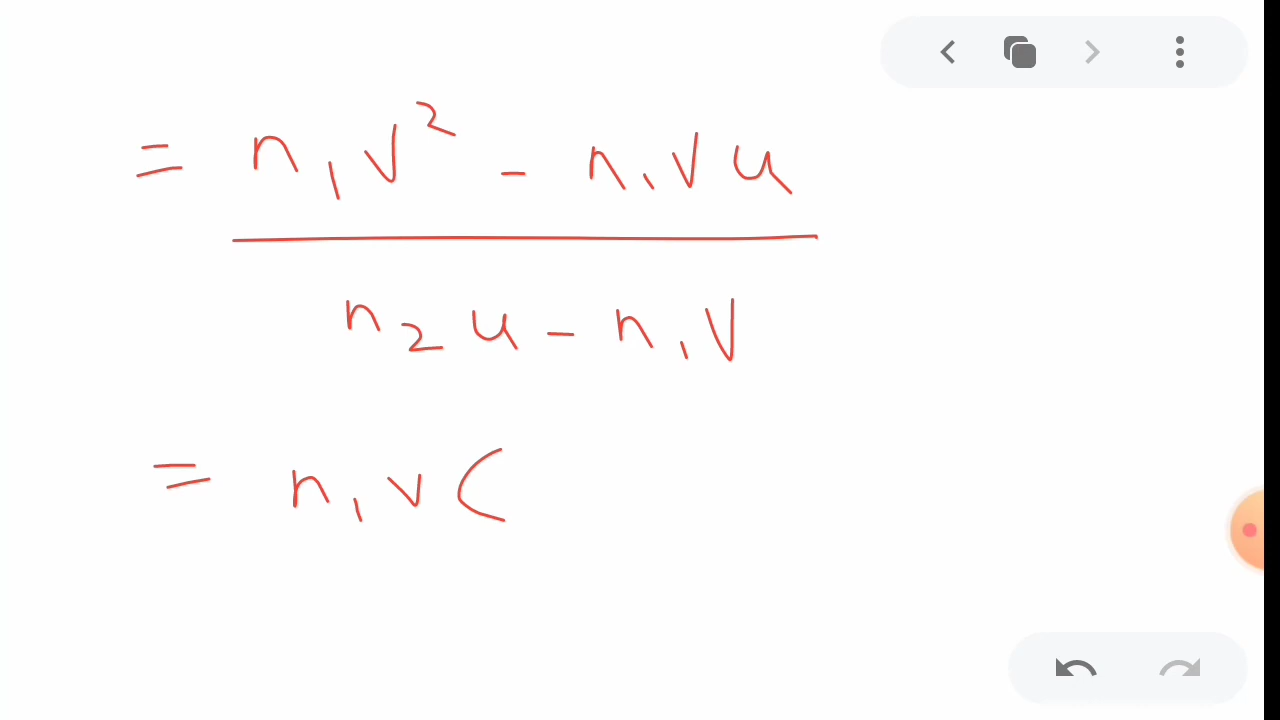 = n₁v² - n₁vu
n₂u - n₁v
= n₁v(